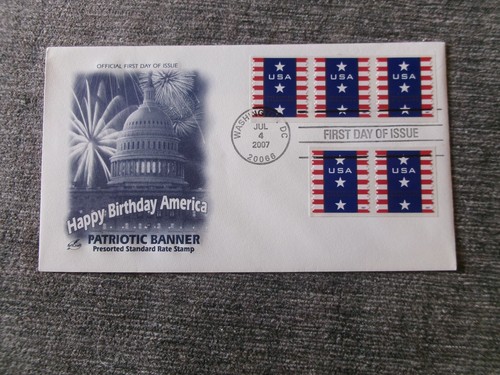 OFFICIAL FIRST DAY OF ISSUE
USA USA USA
WASHINGTON, DC
JUL
4
2007
20066
FIRST DAY OF ISSUE
USA USA
Happy Birthday America
PATRIOTIC BANNER
Presorted Standard Rate Stamp